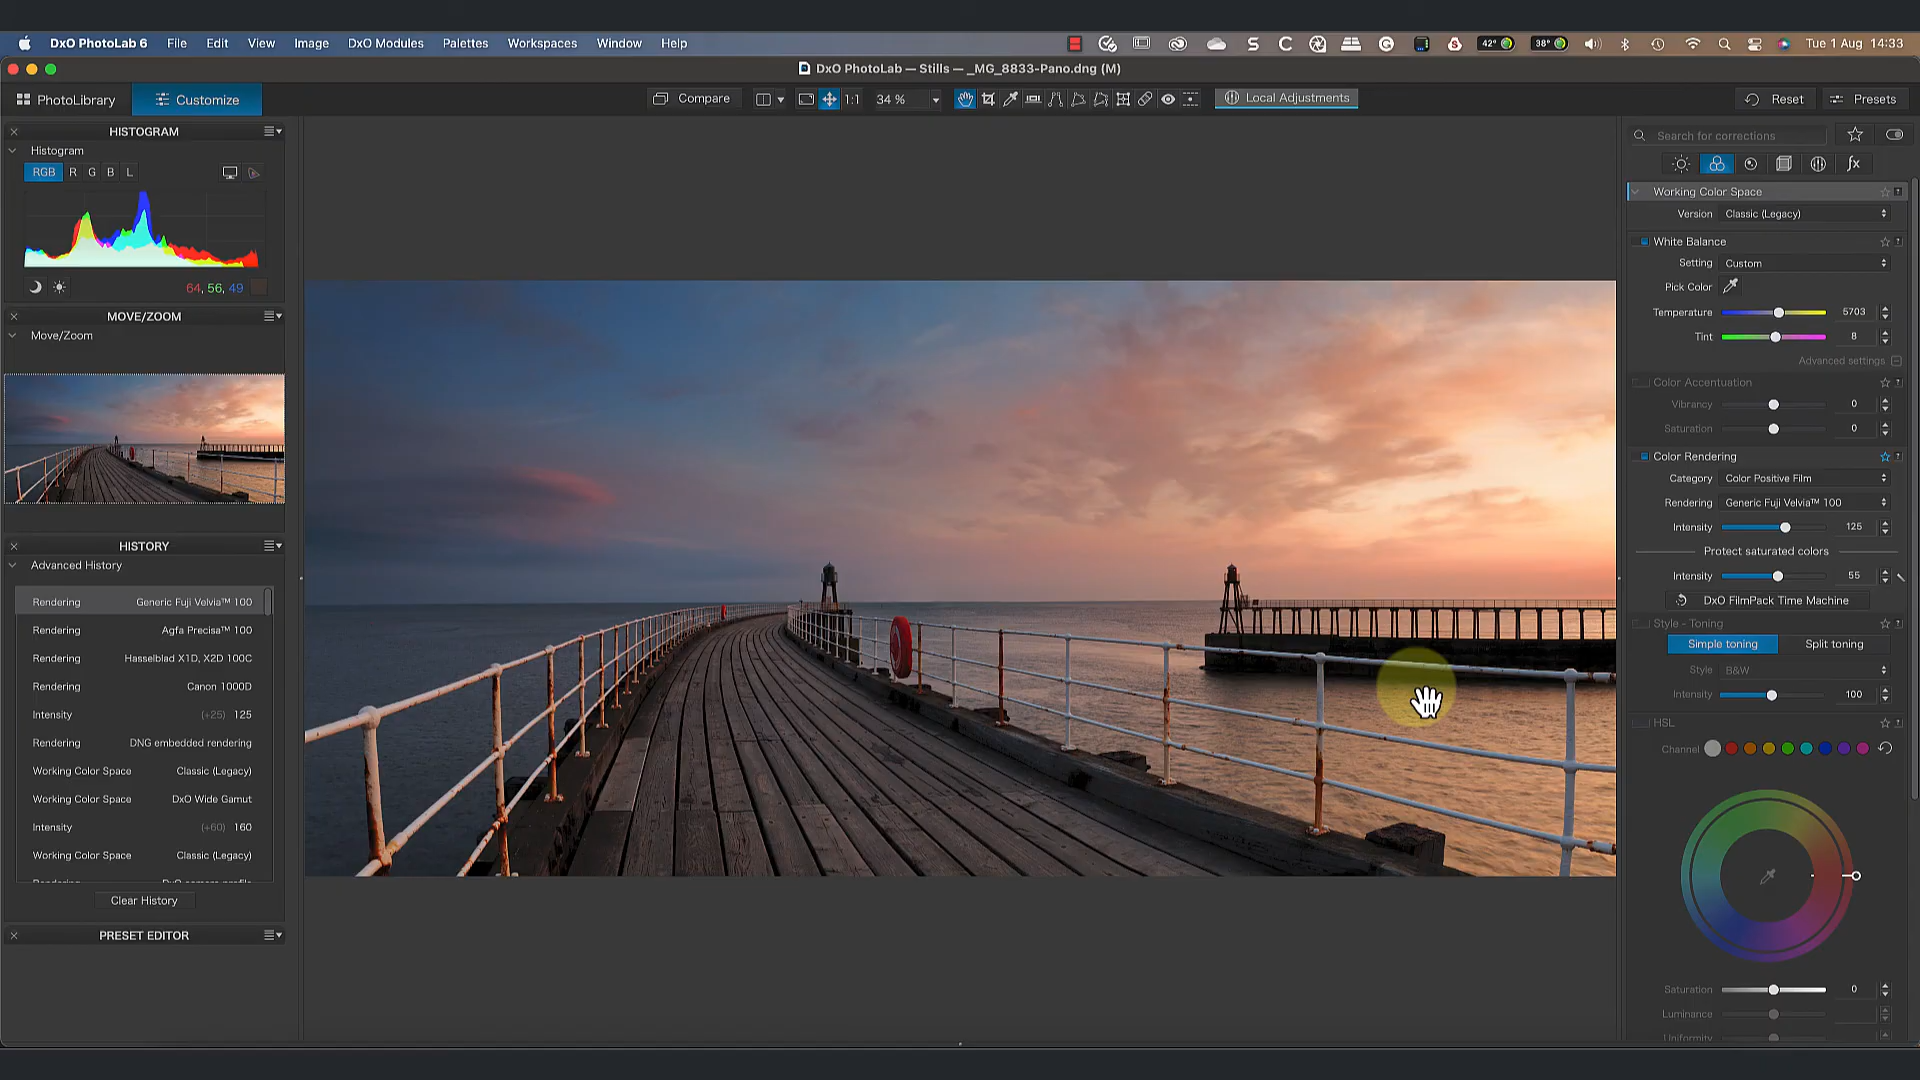 DxO PhotoLab 6 File Edit View Image DxO Modules Palettes Workspaces Window Help 42° 38° Tue 1 Aug 14:33
DxO PhotoLab — Stills — _MG_8833-Pano.dng (M)
PhotoLibrary Customize Compare 1:1 34 % Local Adjustments Reset Presets
HISTOGRAM
Histogram
RGB R G B L
64, 56, 49
MOVE/ZOOM
Move/Zoom
HISTORY
Advanced History
Rendering Generic Fuji Velvia™ 100
Rendering Agfa Precisa™ 100
Rendering Hasselblad X1D, X2D 100C
Rendering Canon 1000D
Intensity (+25) 125
Rendering DNG embedded rendering
Working Color Space Classic (Legacy)
Working Color Space DxO Wide Gamut
Intensity (+60) 160
Working Color Space Classic (Legacy)
Clear History
PRESET EDITOR
Search for corrections
fx
Working Color Space
Version Classic (Legacy)
White Balance
Setting Custom
Pick Color
Temperature 5703
Tint 8
Advanced settings
Color Accentuation
Vibrancy 0
Saturation 0
Color Rendering
Category Color Positive Film
Rendering Generic Fuji Velvia™ 100
Intensity 125
Protect saturated colors
Intensity 55
DxO FilmPack Time Machine
Style - Toning
Simple toning Split toning
Style B&W
Intensity 100
HSL
Channel
Saturation 0
Luminance
Uniformity